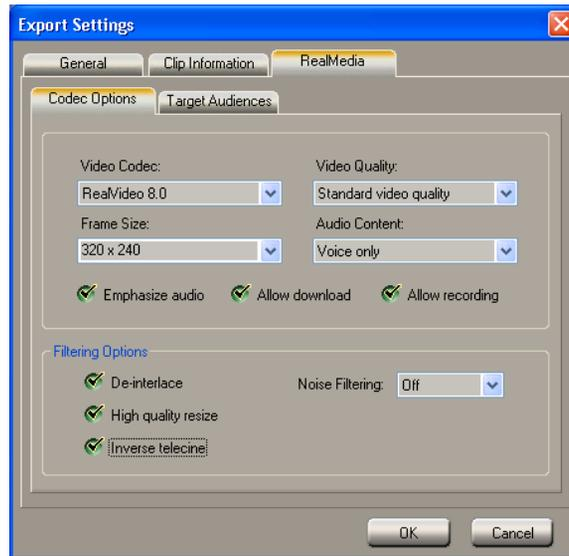 Export Settings
General Clip Information RealMedia
Codec Options Target Audiences
Video Codec: Video Quality:
RealVideo 8.0 Standard video quality
Frame Size: Audio Content:
320 x 240 Voice only
Emphasize audio Allow download Allow recording
Filtering Options
De-interlace Noise Filtering: Off
High quality resize
Inverse telecine
OK Cancel